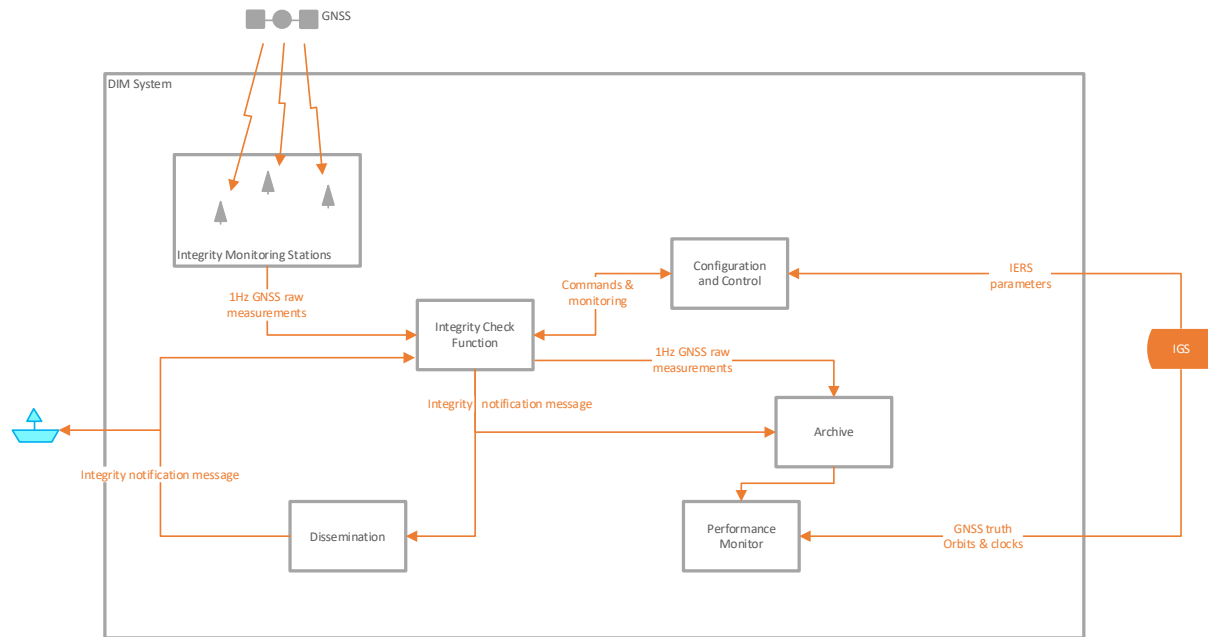 GNSS
DIM System
Integrity Monitoring Stations
1Hz GNSS raw
measurements
Configuration
and Control
IERS
parameters
Commands &
monitoring
Integrity Check
Function
1Hz GNSS raw
measurements
IGS
Integrity notification message
Archive
Integrity notification message
Dissemination
Performance
Monitor
GNSS truth
Orbits & clocks